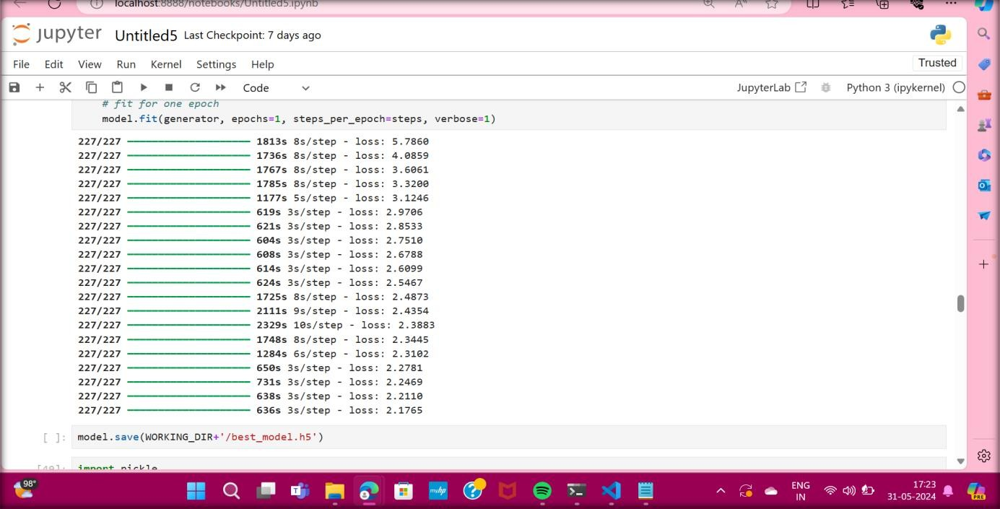 localhost:8888/notebooks/Untitled5.ipynb
jupyter Untitled5 Last Checkpoint: 7 days ago
File Edit View Run Kernel Settings Help Trusted
Code JupyterLab Python 3 (ipykernel)
# fit for one epoch
model.fit(generator, epochs=1, steps_per_epoch=steps, verbose=1)
227/227 1813s 8s/step - loss: 5.7860
227/227 1736s 8s/step - loss: 4.0859
227/227 1767s 8s/step - loss: 3.6061
227/227 1785s 8s/step - loss: 3.3200
227/227 1177s 5s/step - loss: 3.1246
227/227 619s 3s/step - loss: 2.9706
227/227 621s 3s/step - loss: 2.8533
227/227 604s 3s/step - loss: 2.7510
227/227 608s 3s/step - loss: 2.6788
227/227 614s 3s/step - loss: 2.6099
227/227 624s 3s/step - loss: 2.5467
227/227 1725s 8s/step - loss: 2.4873
227/227 2111s 9s/step - loss: 2.4354
227/227 2329s 10s/step - loss: 2.3883
227/227 1748s 8s/step - loss: 2.3445
227/227 1284s 6s/step - loss: 2.3102
227/227 650s 3s/step - loss: 2.2781
227/227 731s 3s/step - loss: 2.2469
227/227 638s 3s/step - loss: 2.2110
227/227 636s 3s/step - loss: 2.1765
[ ]: model.save(WORKING_DIR+'/best_model.h5')
import pickle
98°
myhp
ENG
IN
17:23
31-05-2024
PRE